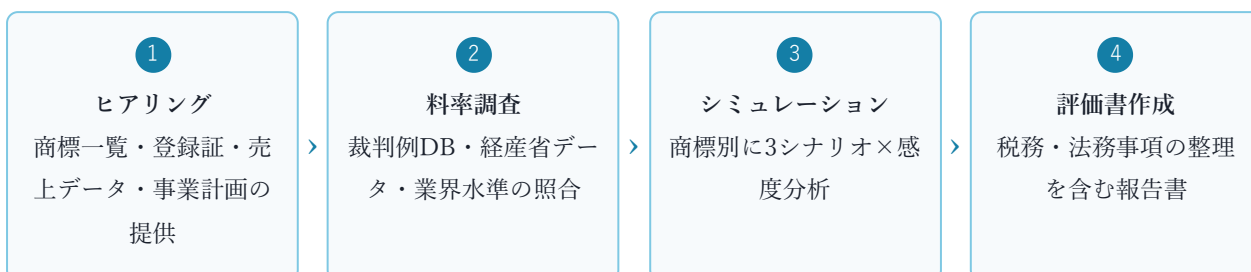 1
ヒアリング
商標一覧・登録証・売
上データ・事業計画の
提供
›
2
料率調査
裁判例DB・経産省デー
タ・業界水準の照合
›
3
シミュレーション
商標別に3シナリオ×感
度分析
›
4
評価書作成
税務・法務事項の整理
を含む報告書